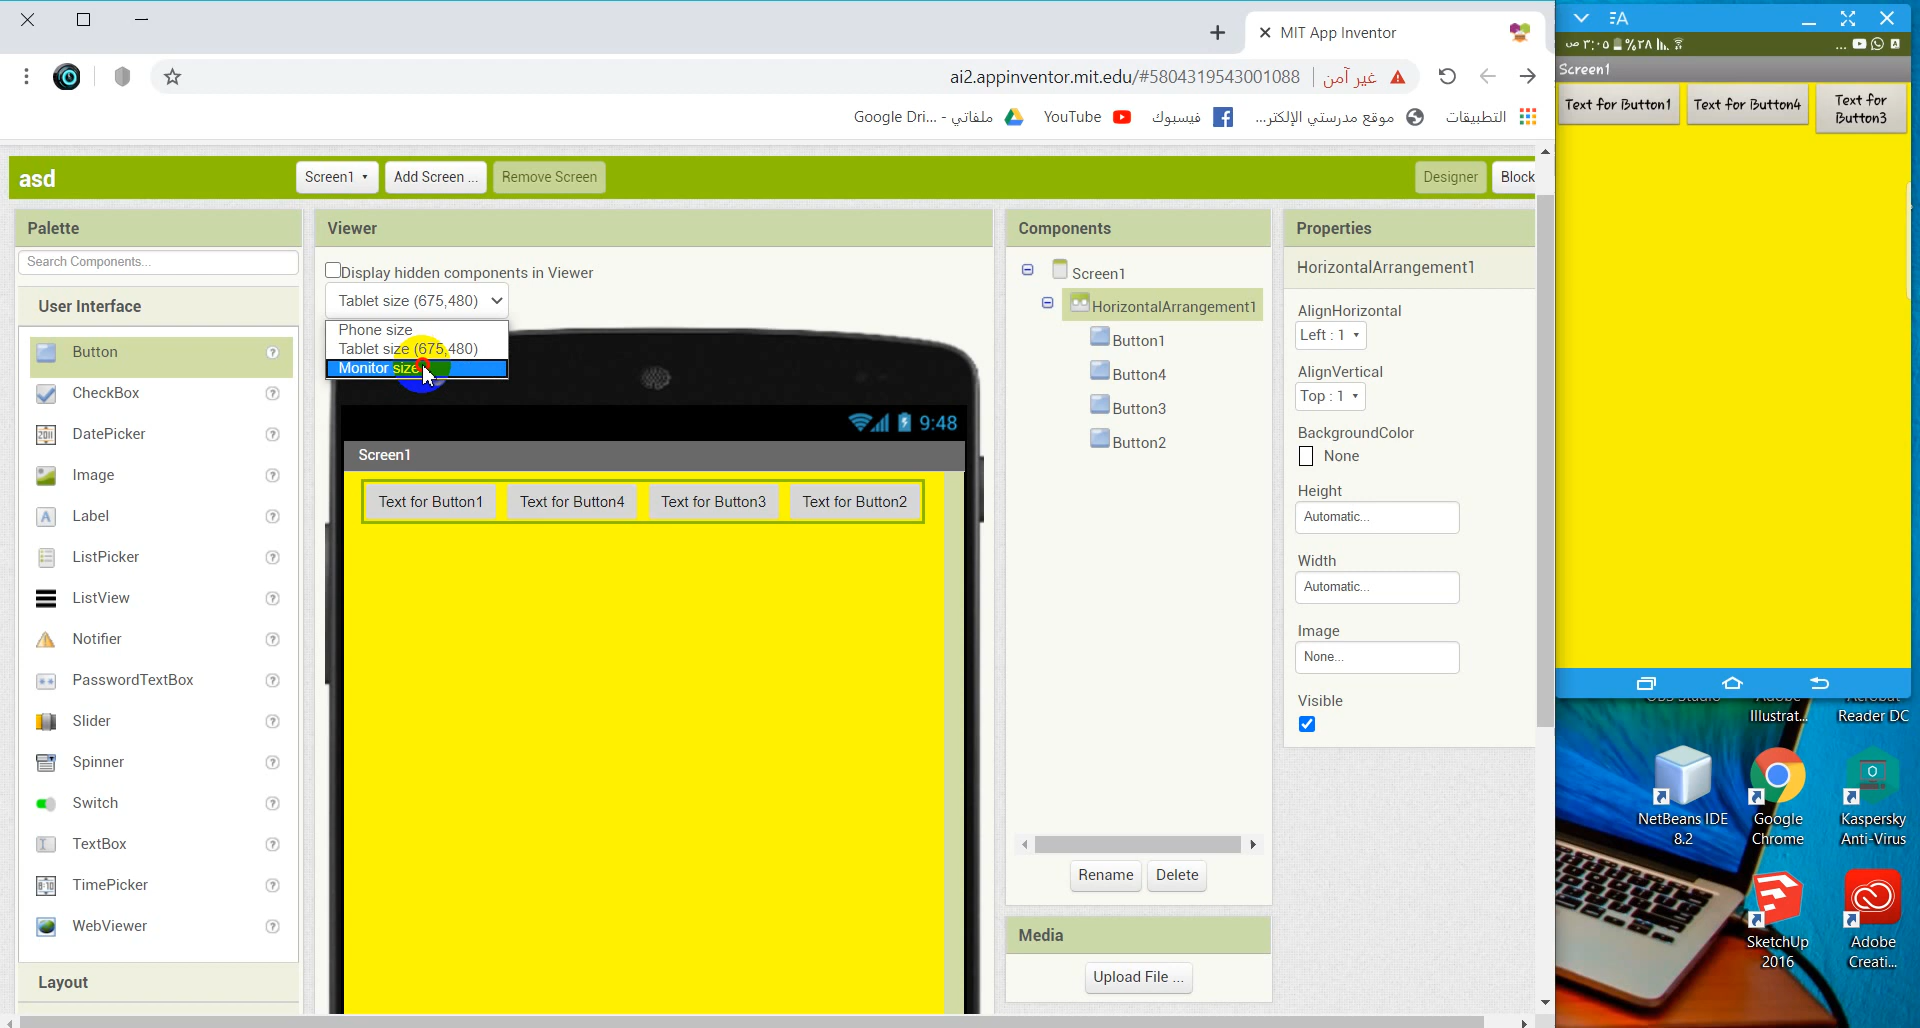 MIT App Inventor
ai2.appinventor.mit.edu/#5804319543001088
غير آمن
التطبيقات
موقع مدرستي الإلكتر...
فيسبوك
YouTube
ملفاتي - Google Dri...
asd
Screen1
Add Screen ...
Remove Screen
Designer
Block
Palette
Search Components...
User Interface
Button
CheckBox
DatePicker
Image
Label
ListPicker
ListView
Notifier
PasswordTextBox
Slider
Spinner
Switch
TextBox
TimePicker
WebViewer
Layout
Viewer
Display hidden components in Viewer
Tablet size (675,480)
Phone size
Tablet size (675,480)
Monitor size
9:48
Screen1
Text for Button1
Text for Button4
Text for Button3
Text for Button2
Components
Screen1
HorizontalArrangement1
Button1
Button4
Button3
Button2
Rename
Delete
Media
Upload File ...
Properties
HorizontalArrangement1
AlignHorizontal
Left : 1
AlignVertical
Top : 1
BackgroundColor
None
Height
Automatic...
Width
Automatic...
Image
None...
Visible
٣:٠٥ ص
%٢٨
Screen1
Text for Button1
Text for Button4
Text for
Button3
Illustrat...
Reader DC
NetBeans IDE
8.2
Google
Chrome
Kaspersky
Anti-Virus
SketchUp
2016
Adobe
Creati...